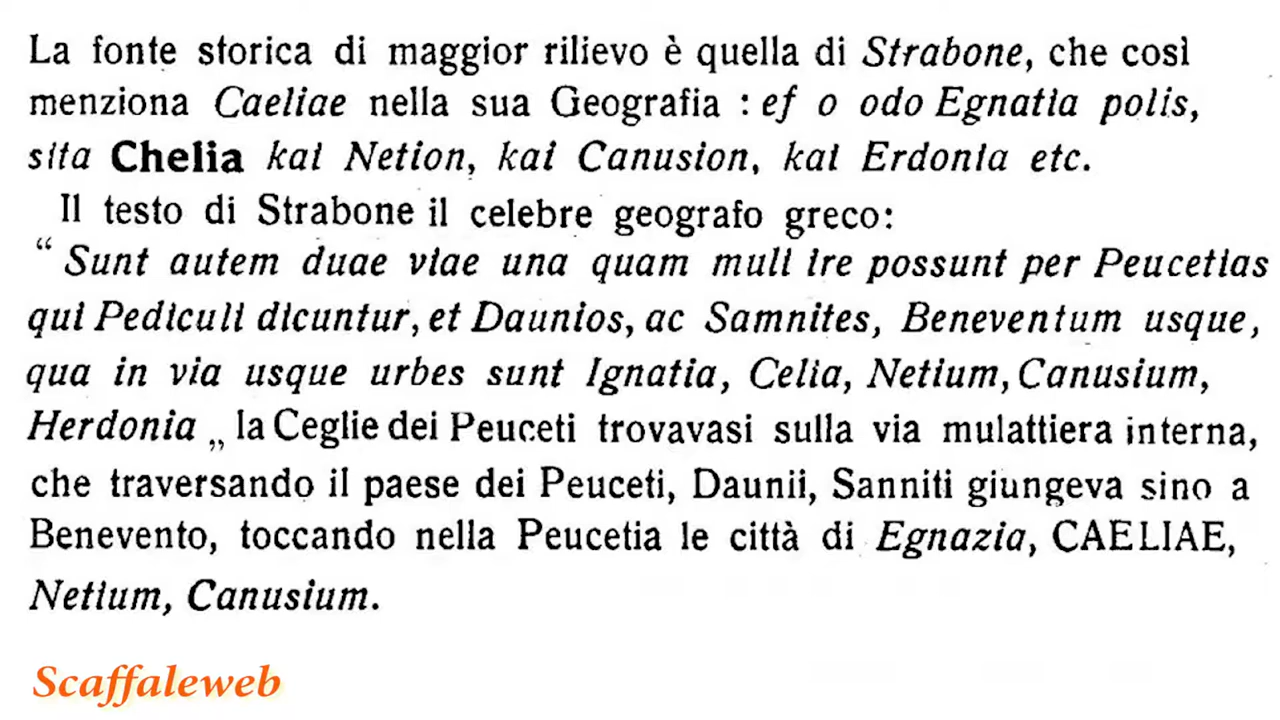 La fonte storica di maggior rilievo è quella di Strabone, che così
menziona Caeliae nella sua Geografia : ef o odo Egnatia polis,
sita Chelia kai Netion, kai Canusion, kai Erdonia etc.
Il testo di Strabone il celebre geografo greco:
“ Sunt autem duae viae una quam muli ire possunt per Peucetias
qui Pediculi dicuntur, et Daunios, ac Samnites, Beneventum usque,
qua in via usque urbes sunt Ignatia, Celia, Netium, Canusium,
Herdonia „ la Ceglie dei Peuceti trovavasi sulla via mulattiera interna,
che traversando il paese dei Peuceti, Daunii, Sanniti giungeva sino a
Benevento, toccando nella Peucetia le città di Egnazia, CAELIAE,
Netium, Canusium.
Scaffaleweb